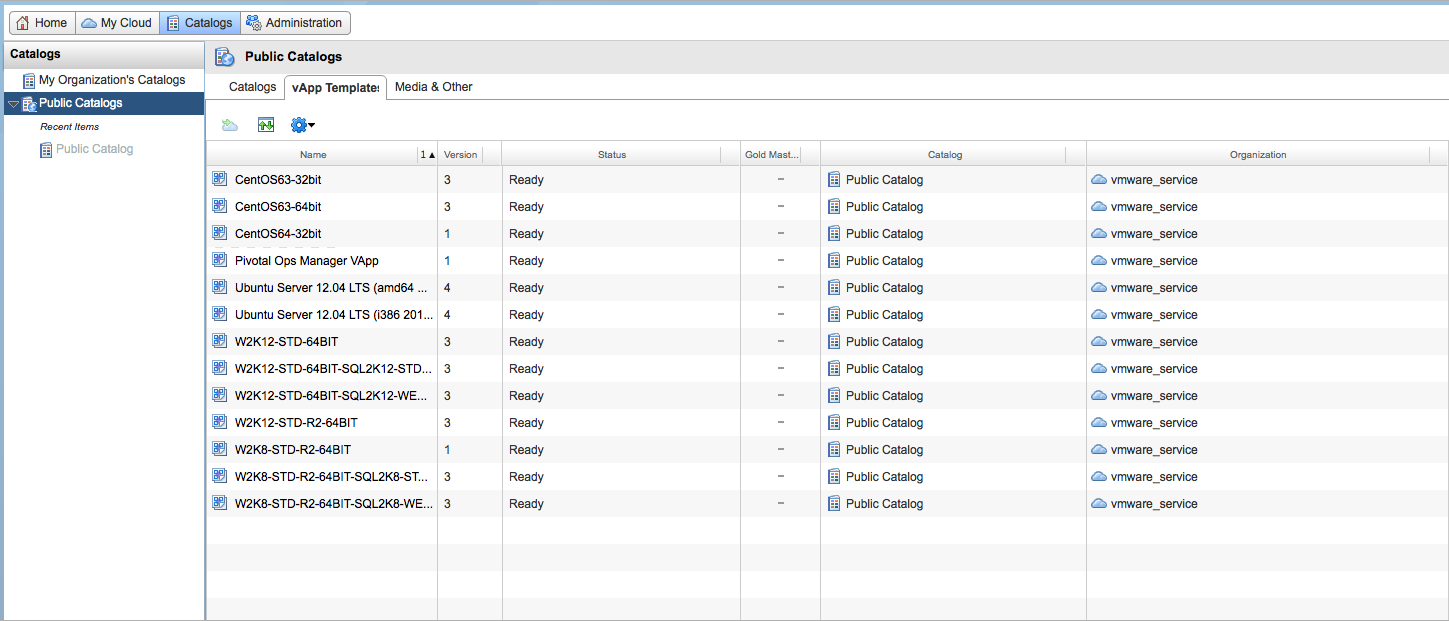 Home My Cloud Catalogs Administration
Catalogs
My Organization's Catalogs
Public Catalogs
Recent Items
Public Catalog
Public Catalogs
Catalogs vApp Templates Media & Other
Name 1▲ Version Status Gold Mast... Catalog Organization
CentOS63-32bit 3 Ready – Public Catalog vmware_service
CentOS63-64bit 3 Ready – Public Catalog vmware_service
CentOS64-32bit 1 Ready – Public Catalog vmware_service
Pivotal Ops Manager VApp 1 Ready – Public Catalog vmware_service
Ubuntu Server 12.04 LTS (amd64 ... 4 Ready – Public Catalog vmware_service
Ubuntu Server 12.04 LTS (i386 201... 4 Ready – Public Catalog vmware_service
W2K12-STD-64BIT 3 Ready – Public Catalog vmware_service
W2K12-STD-64BIT-SQL2K12-STD... 3 Ready – Public Catalog vmware_service
W2K12-STD-64BIT-SQL2K12-WE... 3 Ready – Public Catalog vmware_service
W2K12-STD-R2-64BIT 3 Ready – Public Catalog vmware_service
W2K8-STD-R2-64BIT 1 Ready – Public Catalog vmware_service
W2K8-STD-R2-64BIT-SQL2K8-ST... 3 Ready – Public Catalog vmware_service
W2K8-STD-R2-64BIT-SQL2K8-WE... 3 Ready – Public Catalog vmware_service